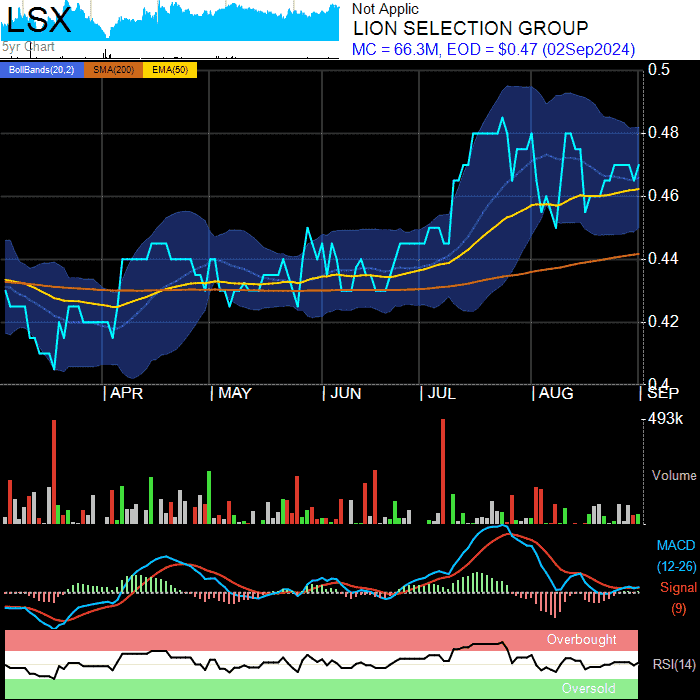 LSX
5yr Chart
Not Applic
LION SELECTION GROUP
MC = 66.3M, EOD = $0.47 (02Sep2024)
BollBands(20,2) SMA(200) EMA(50)
0.5
0.48
0.46
0.44
0.42
0.4
APR MAY JUN JUL AUG SEP
493k
Volume
MACD
(12-26)
Signal
(9)
Overbought
RSI(14)
Oversold